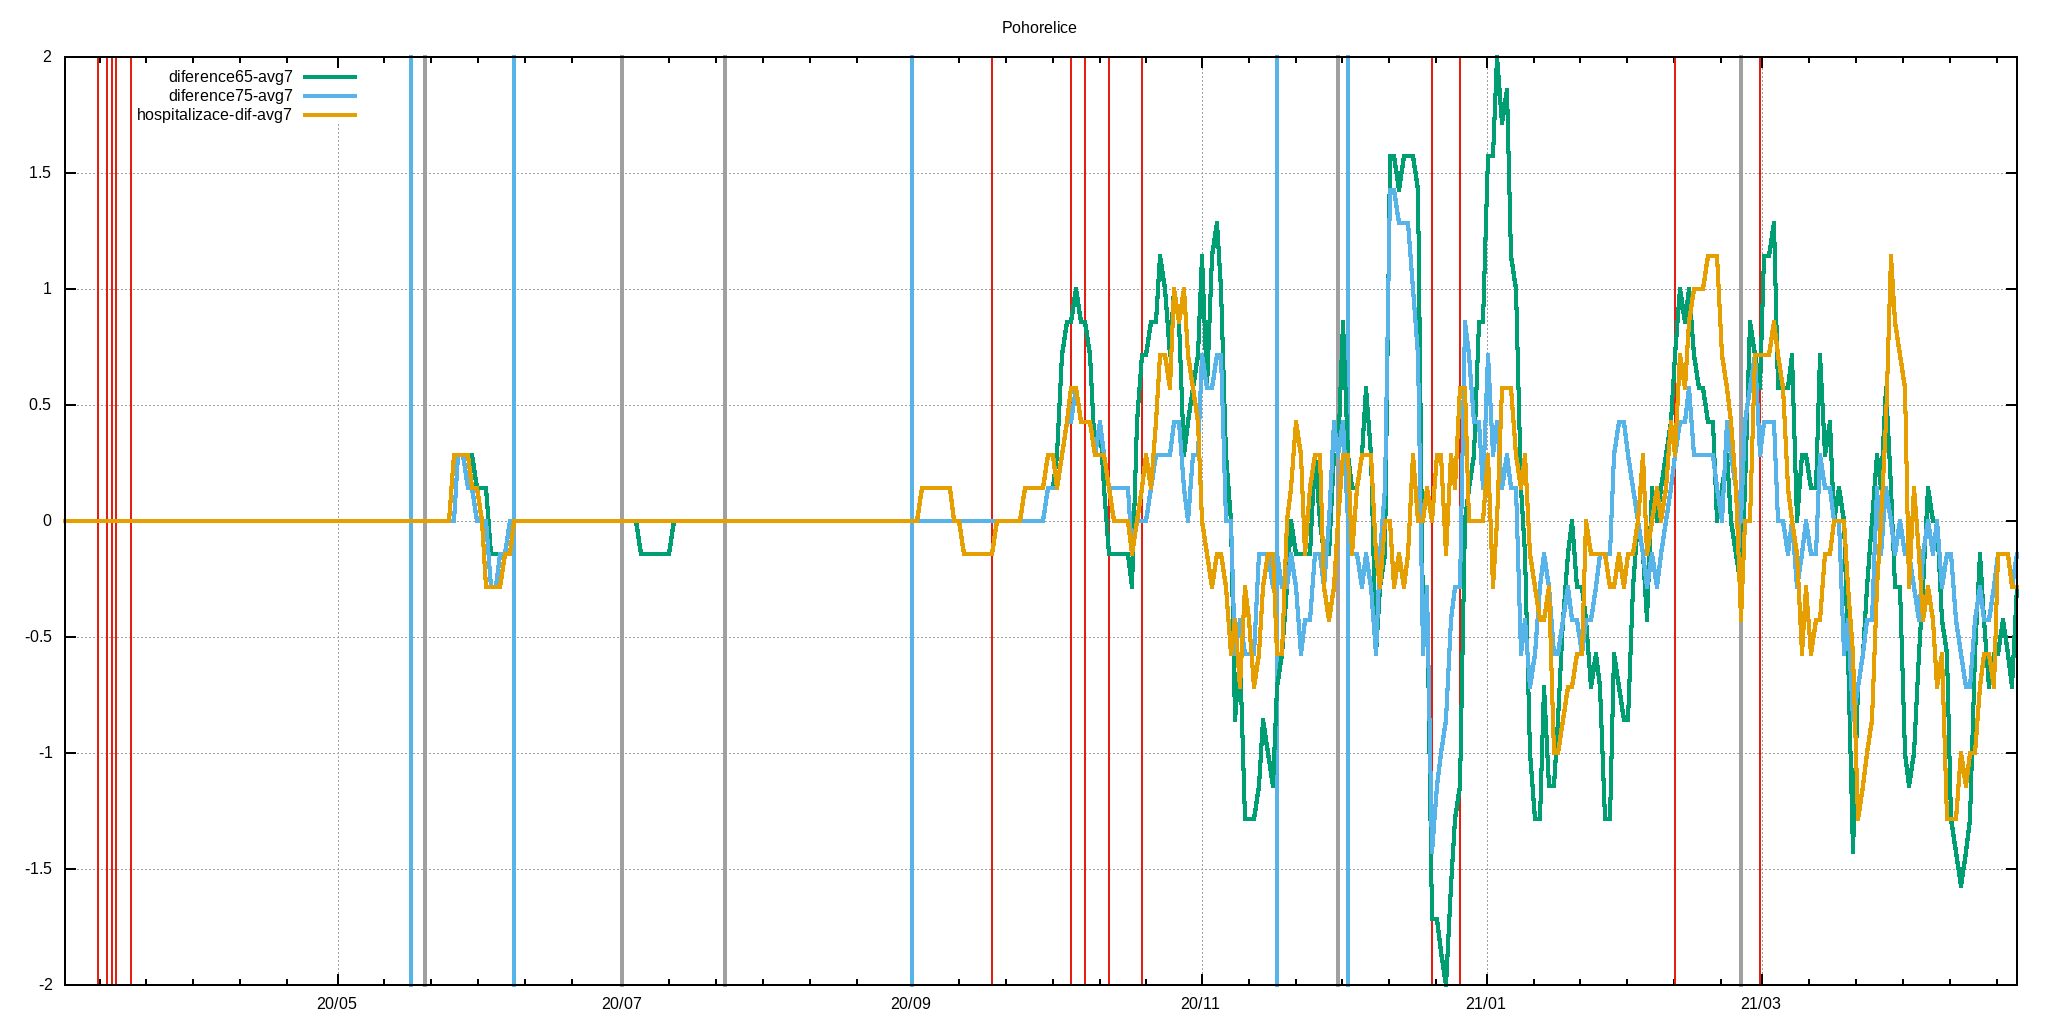 Pohorelice
diference65-avg7
diference75-avg7
hospitalizace-dif-avg7
2
1.5
1
0.5
0
-0.5
-1
-1.5
-2
20/05 20/07 20/09 20/11 21/01 21/03